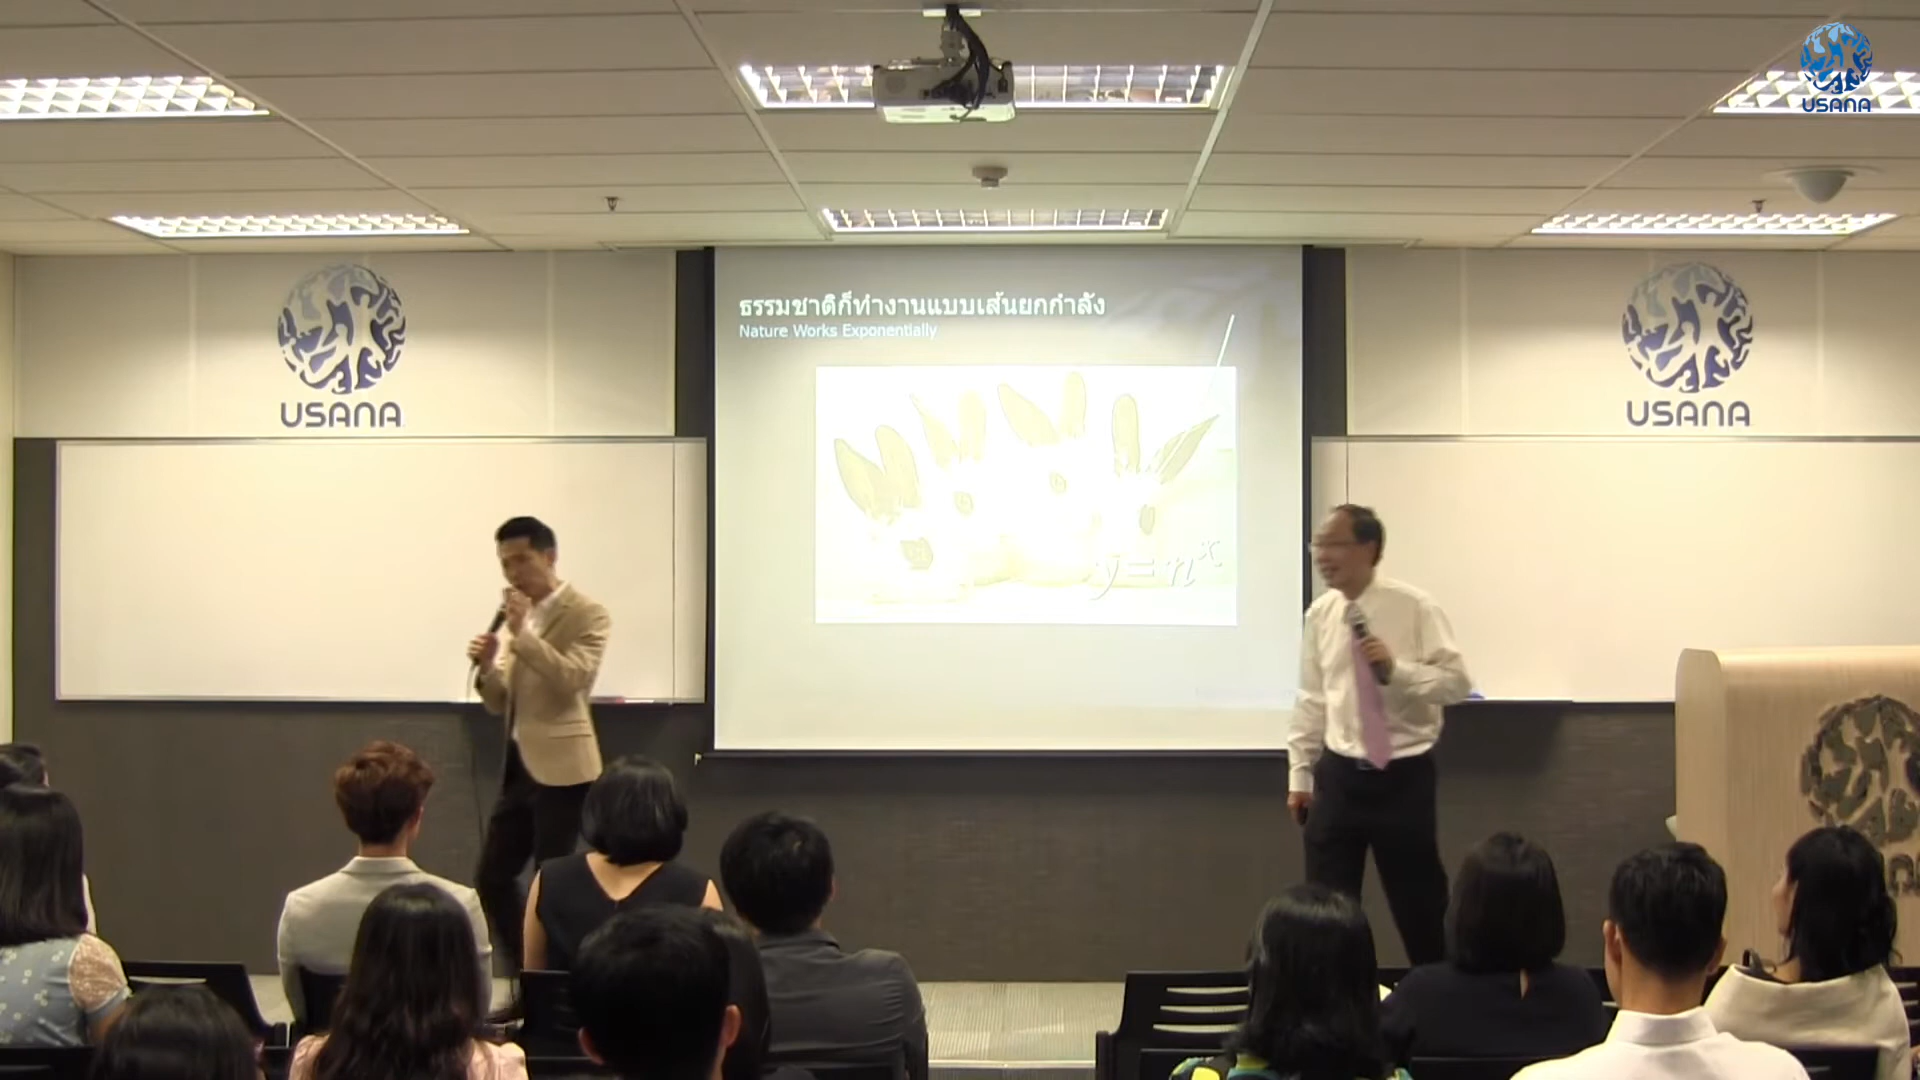 USANA
USANA
USANA
ธรรมชาติก็ทำงานแบบเส้นยกกำลัง
Nature Works Exponentially
y = n^x